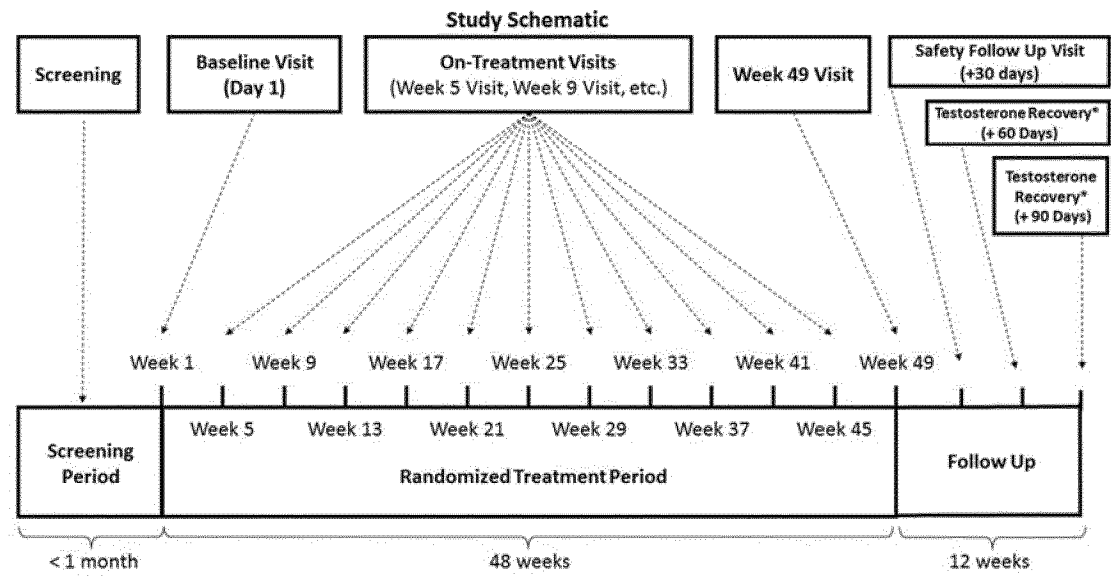 Study Schematic
Screening
Baseline Visit
(Day 1)
On-Treatment Visits
(Week 5 Visit, Week 9 Visit, etc.)
Week 49 Visit
Safety Follow Up Visit
(+30 days)
Testosterone Recovery*
(+ 60 Days)
Testosterone
Recovery*
(+ 90 Days)
Week 1
Week 9
Week 17
Week 25
Week 33
Week 41
Week 49
Week 5
Week 13
Week 21
Week 29
Week 37
Week 45
Screening
Period
Randomized Treatment Period
Follow Up
< 1 month
48 weeks
12 weeks